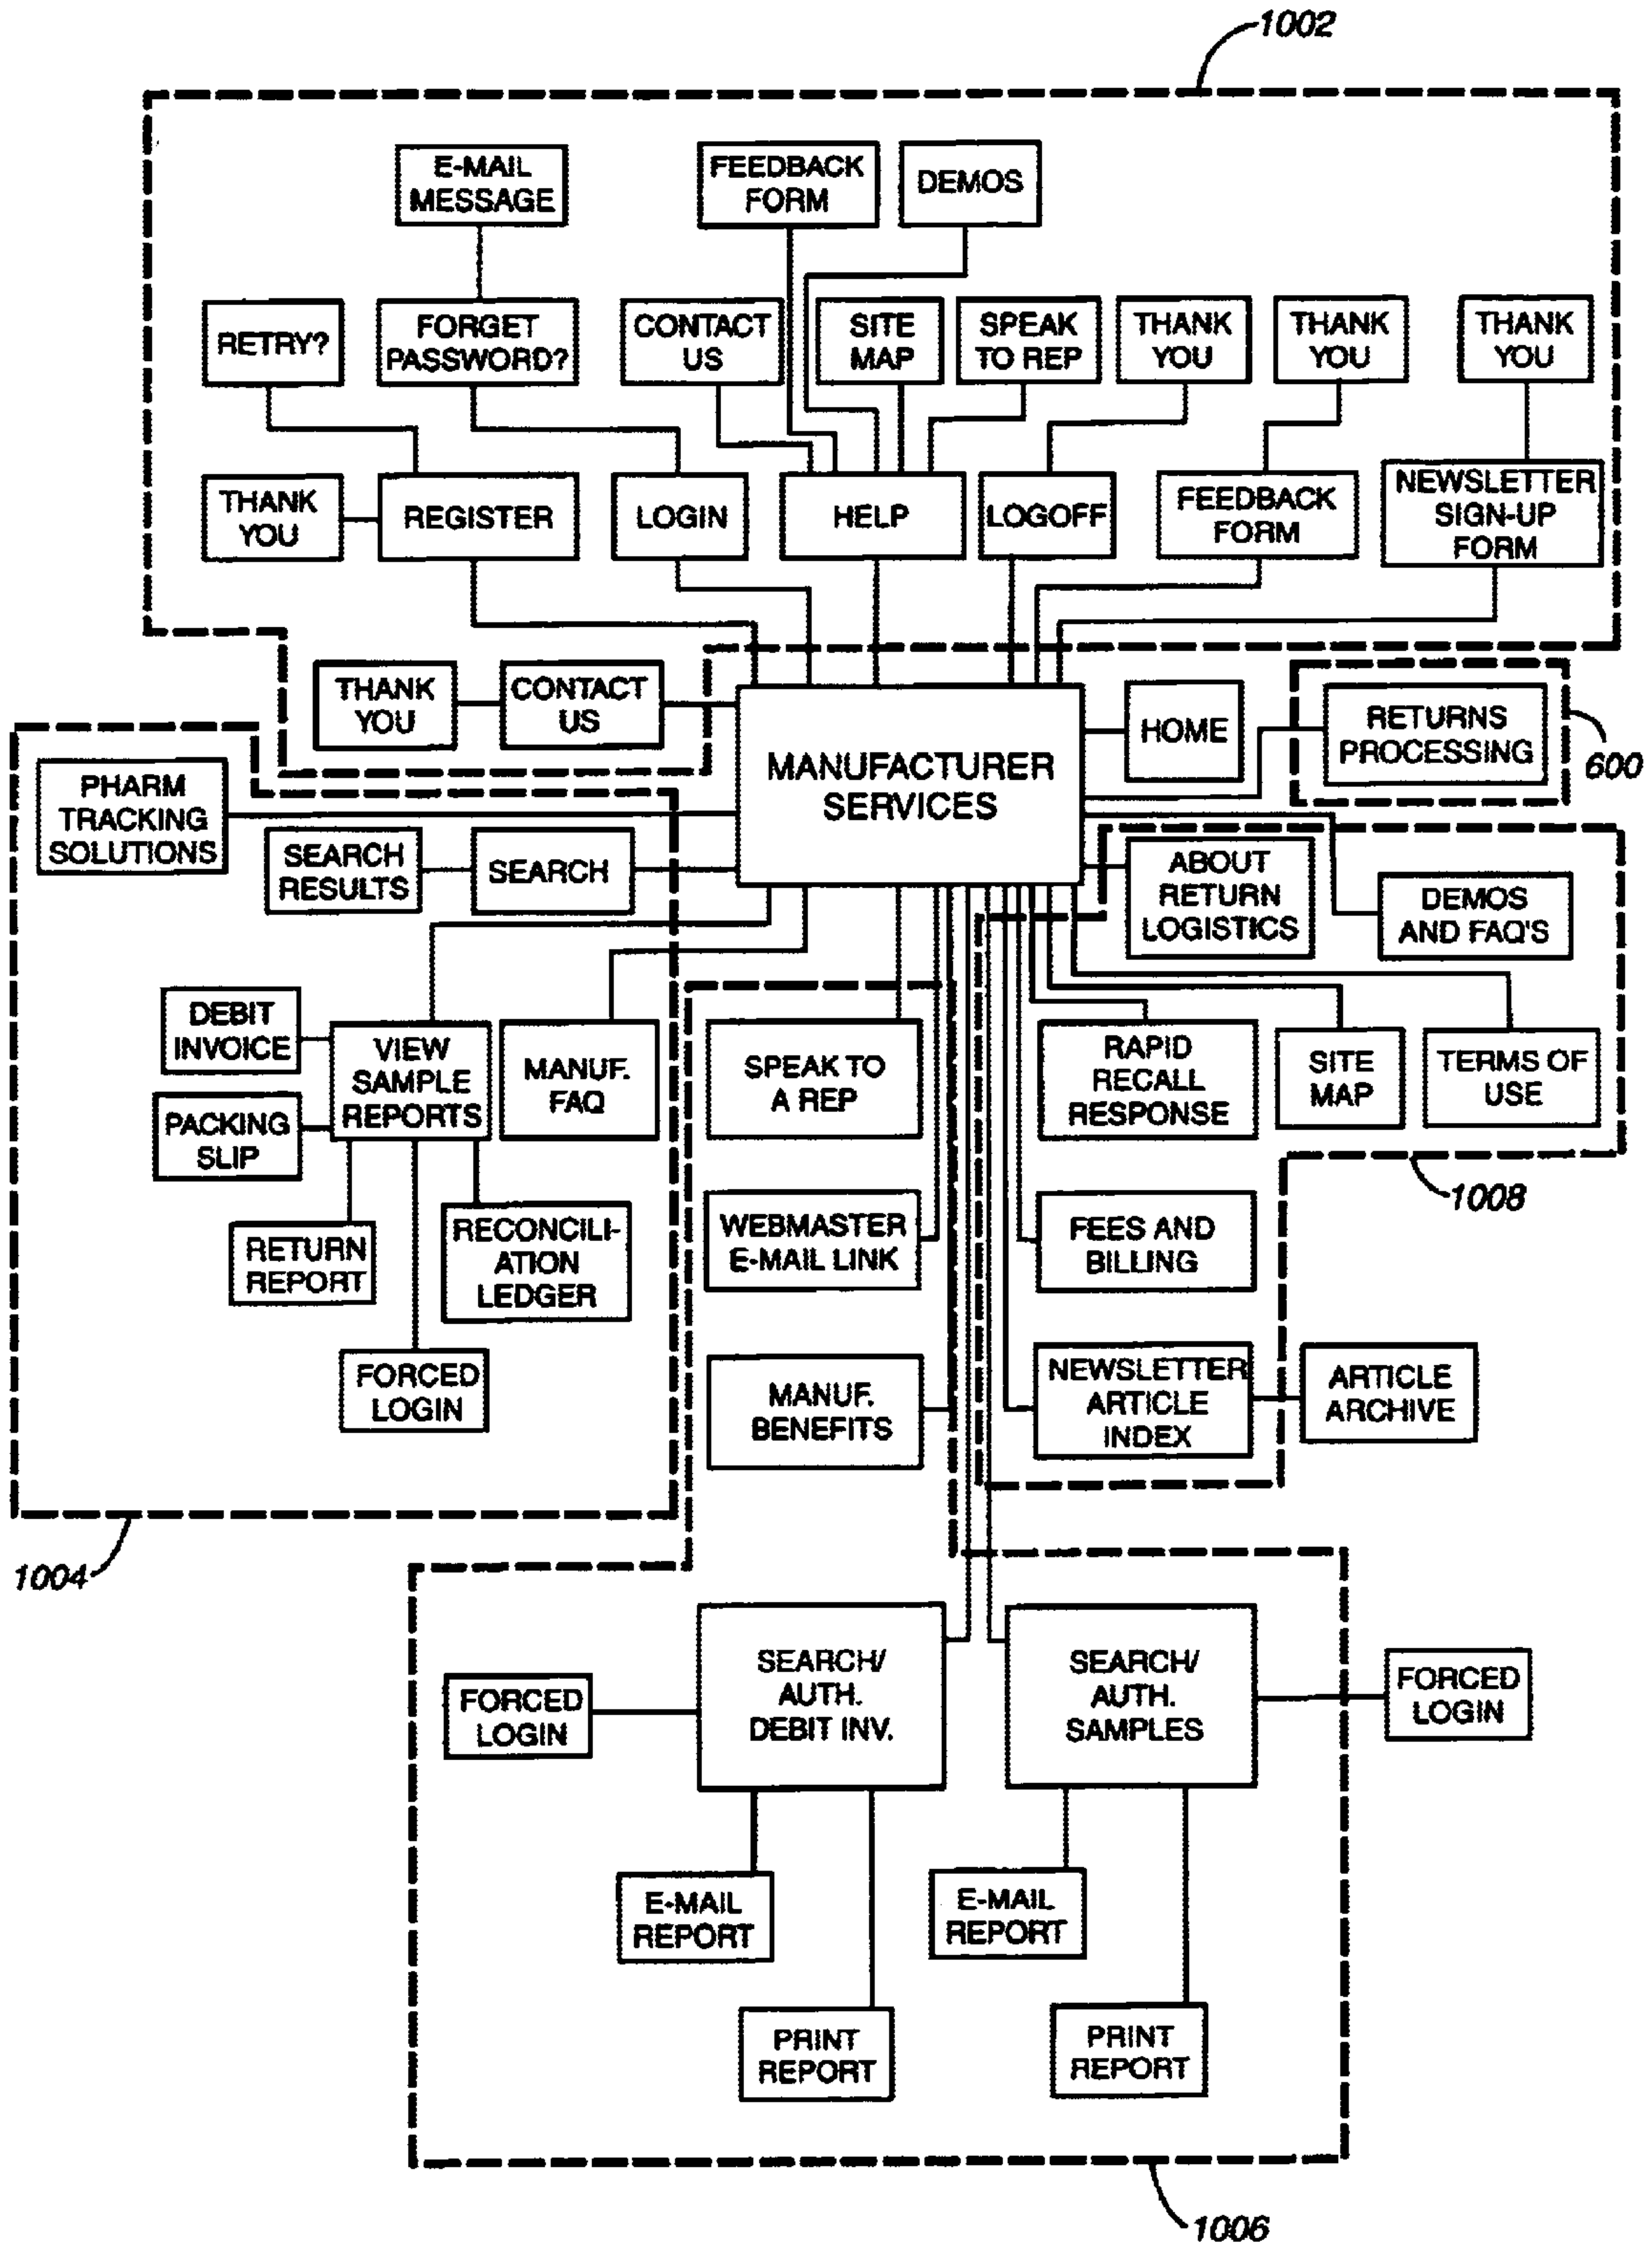 1002
E-MAIL
MESSAGE
FEEDBACK
FORM
DEMOS
RETRY?
FORGET
PASSWORD?
CONTACT
US
SITE
MAP
SPEAK
TO REP
THANK
YOU
THANK
YOU
THANK
YOU
THANK
YOU
REGISTER
LOGIN
HELP
LOGOFF
FEEDBACK
FORM
NEWSLETTER
SIGN-UP
FORM
THANK
YOU
CONTACT
US
MANUFACTURER
SERVICES
HOME
RETURNS
PROCESSING
600
PHARM
TRACKING
SOLUTIONS
SEARCH
RESULTS
SEARCH
ABOUT
RETURN
LOGISTICS
DEMOS
AND FAQ'S
DEBIT
INVOICE
VIEW
SAMPLE
REPORTS
MANUF.
FAQ
SPEAK TO
A REP
RAPID
RECALL
RESPONSE
SITE
MAP
TERMS OF
USE
PACKING
SLIP
1008
RETURN
REPORT
RECONCILI-
ATION
LEDGER
WEBMASTER
E-MAIL LINK
FEES AND
BILLING
FORCED
LOGIN
MANUF.
BENEFITS
NEWSLETTER
ARTICLE
INDEX
ARTICLE
ARCHIVE
1004
FORCED
LOGIN
SEARCH/
AUTH.
DEBIT INV.
SEARCH/
AUTH.
SAMPLES
FORCED
LOGIN
E-MAIL
REPORT
E-MAIL
REPORT
PRINT
REPORT
PRINT
REPORT
1006